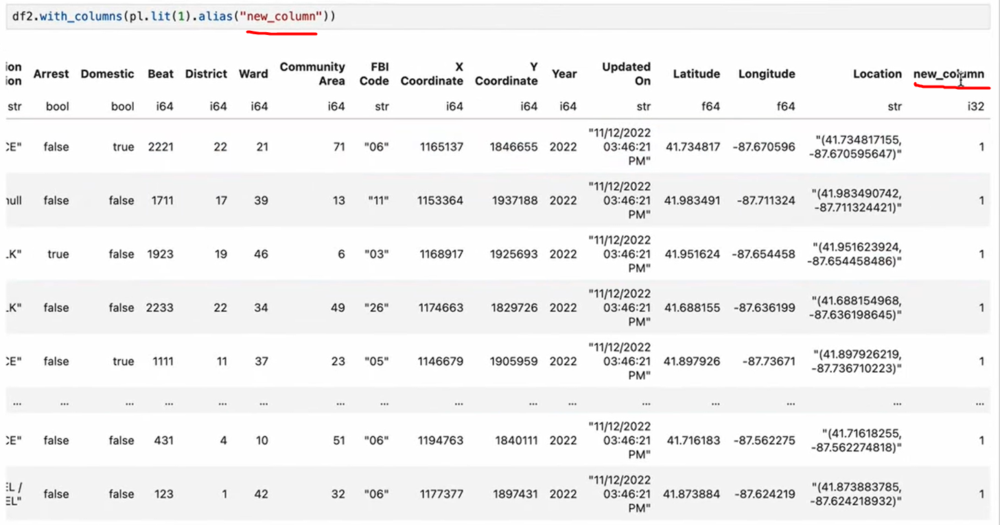 df2.with_columns(pl.lit(1).alias("new_column"))
ion Arrest Domestic Beat District Ward Community Area FBI Code X Coordinate Y Coordinate Year Updated On Latitude Longitude Location new_column
ion
str bool bool i64 i64 i64 i64 str i64 i64 i64 str f64 f64 str i32
CE" false true 2221 22 21 71 "06" 1165137 1846655 2022 "11/12/2022 03:46:21 PM" 41.734817 -87.670596 "(41.734817155, -87.670595647)" 1
null false false 1711 17 39 13 "11" 1153364 1937188 2022 "11/12/2022 03:46:21 PM" 41.983491 -87.711324 "(41.983490742, -87.711324421)" 1
LK" true false 1923 19 46 6 "03" 1168917 1925693 2022 "11/12/2022 03:46:21 PM" 41.951624 -87.654458 "(41.951623924, -87.654458486)" 1
LK" false false 2233 22 34 49 "26" 1174663 1829726 2022 "11/12/2022 03:46:21 PM" 41.688155 -87.636199 "(41.688154968, -87.636198645)" 1
CE" false true 1111 11 37 23 "05" 1146679 1905959 2022 "11/12/2022 03:46:21 PM" 41.897926 -87.73671 "(41.897926219, -87.736710223)" 1
... ... ... ... ... ... ... ... ... ... ... ... ... ... ... ...
CE" false false 431 4 10 51 "06" 1194763 1840111 2022 "11/12/2022 03:46:21 PM" 41.716183 -87.562275 "(41.71618255, -87.562274818)" 1
EL / EL" false false 123 1 42 32 "06" 1177377 1897431 2022 "11/12/2022 03:46:21 PM" 41.873884 -87.624219 "(41.873883785, -87.624218932)" 1